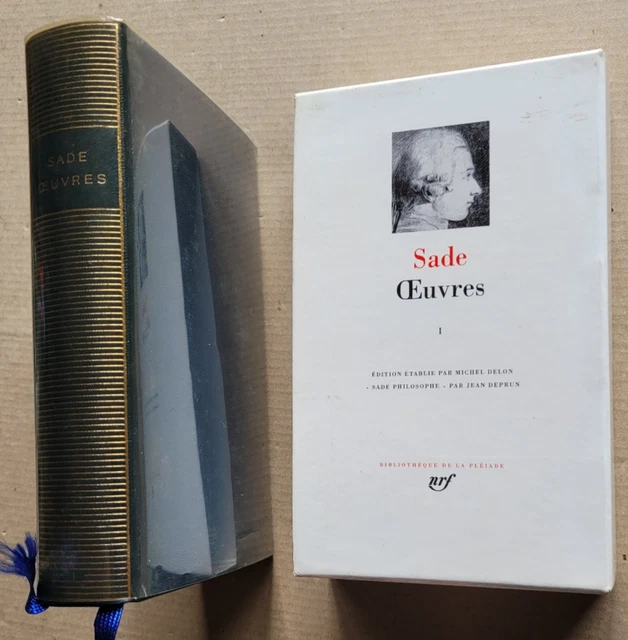 SADE
ŒUVRES
Sade
Œuvres
I
ÉDITION ÉTABLIE PAR MICHEL DELON
« SADE PHILOSOPHE » PAR JEAN DEPRUN
BIBLIOTHÈQUE DE LA PLÉIADE
nrf